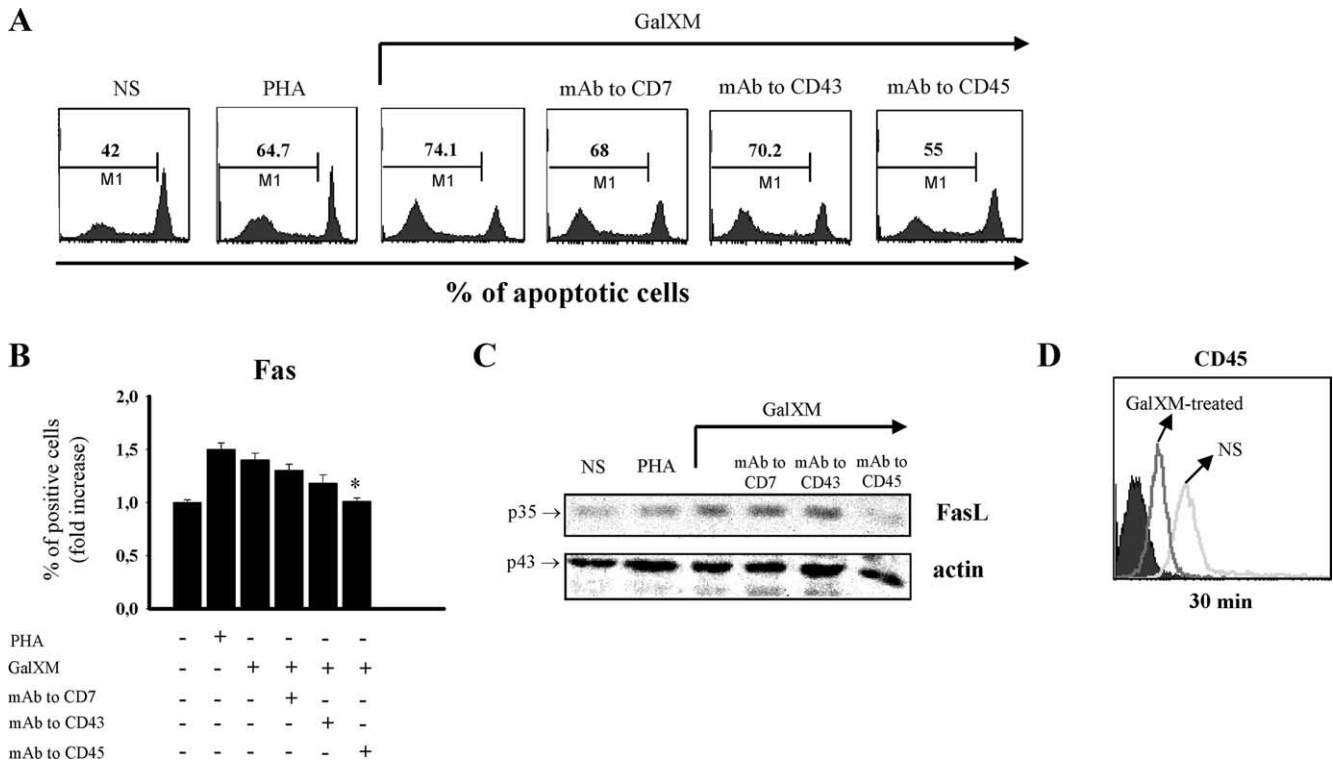 A
GalXM
NS
PHA
mAb to CD7
mAb to CD43
mAb to CD45
42
64.7
74.1
68
70.2
55
M1
M1
M1
M1
M1
M1
% of apoptotic cells
B
Fas
% of positive cells
(fold increase)
2,0
1,5
1,0
0,5
0,0
*
PHA - + - - - -
GalXM - - + + + +
mAb to CD7 - - - + - -
mAb to CD43 - - - - + -
mAb to CD45 - - - - - +
C
GalXM
NS
PHA
mAb to
CD7
mAb to
CD43
mAb to
CD45
p35 →
FasL
p43 →
actin
D
CD45
GalXM-treated
NS
30 min